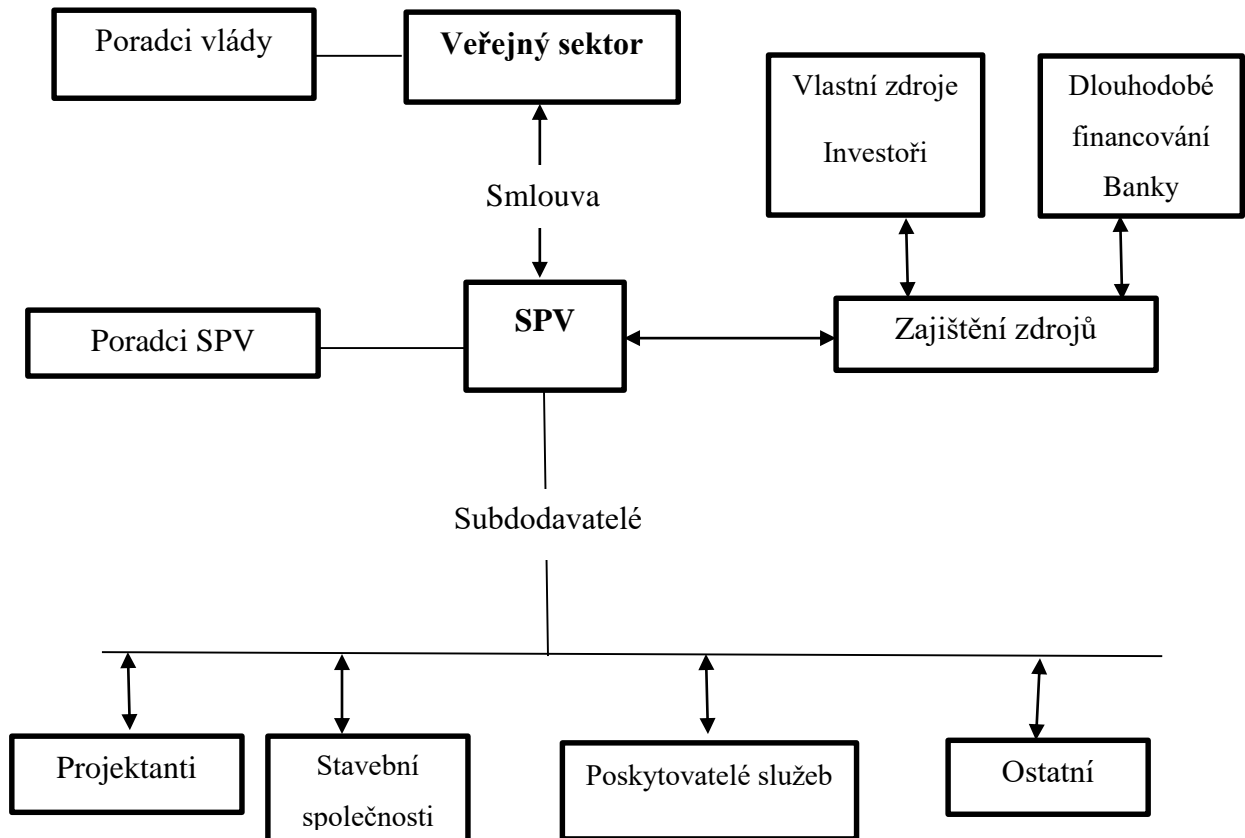 Poradci vlády
Veřejný sektor
Vlastní zdroje
Investoři
Dlouhodobé
financování
Banky
Smlouva
Poradci SPV
SPV
Zajištění zdrojů
Subdodavatelé
Projektanti
Stavební
společnosti
Poskytovatelé služeb
Ostatní